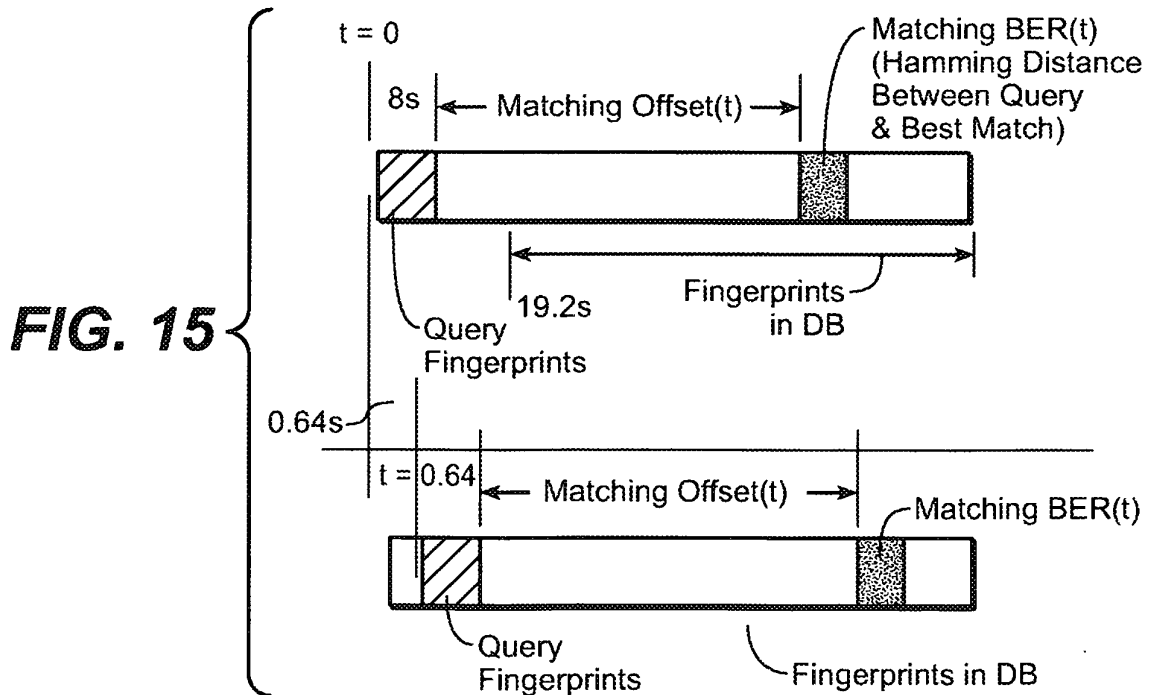 t = 0
8s
Matching Offset(t)
Matching BER(t)
(Hamming Distance
Between Query
& Best Match)
Fingerprints
in DB
19.2s
Query
Fingerprints
FIG. 15
0.64s
t = 0.64
Matching Offset(t)
Matching BER(t)
Query
Fingerprints
Fingerprints in DB